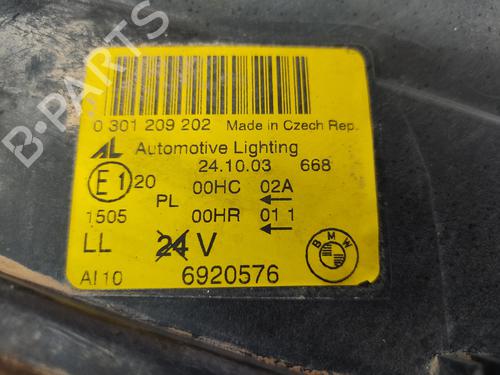 B-PARTS
0 301 209 202 Made in Czech Rep.
AL Automotive Lighting
24.10.03 668
E1 20 00HC 02A
PL
1505 00HR 01 1
LL 24 V
BMW
AI10 6920576